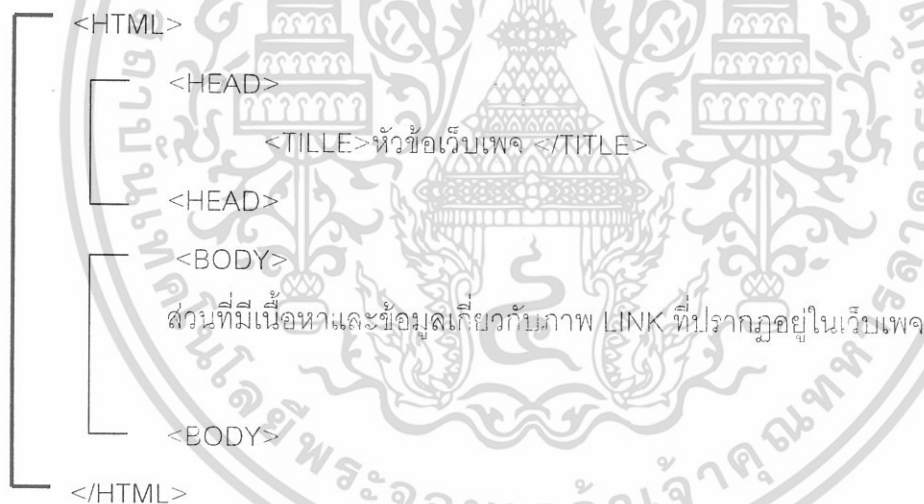 <HTML>
<HEAD>
<TILLE>หัวข้อเว็บเพจ </TITLE>
<HEAD>
<BODY>
ส่วนที่มีเนื้อหาและข้อมูลเกี่ยวกับภาพ LINK ที่ปรากฏอยู่ในเว็บเพจ
<BODY>
</HTML>